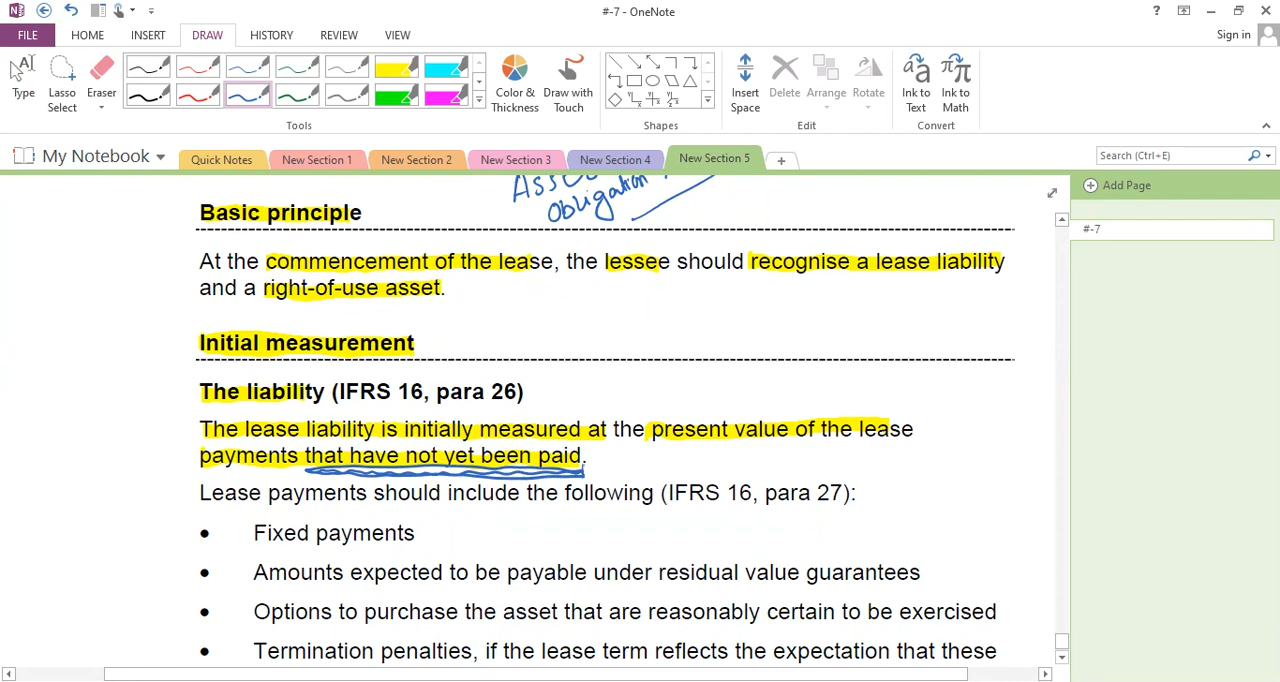 #-7 - OneNote
?
FILE HOME INSERT DRAW HISTORY REVIEW VIEW
Sign in
Type
Lasso Select
Eraser
Color & Thickness
Draw with Touch
Insert Space
Delete
Arrange
Rotate
Ink to Text
Ink to Math
Tools
Shapes
Edit
Convert
My Notebook Quick Notes New Section 1 New Section 2 New Section 3 New Section 4 New Section 5
Search (Ctrl+E)
Add Page
#-7
Obligation
Basic principle
At the commencement of the lease, the lessee should recognise a lease liability
and a right-of-use asset.
Initial measurement
The liability (IFRS 16, para 26)
The lease liability is initially measured at the present value of the lease
payments that have not yet been paid.
Lease payments should include the following (IFRS 16, para 27):
• Fixed payments
• Amounts expected to be payable under residual value guarantees
• Options to purchase the asset that are reasonably certain to be exercised
• Termination penalties, if the lease term reflects the expectation that these